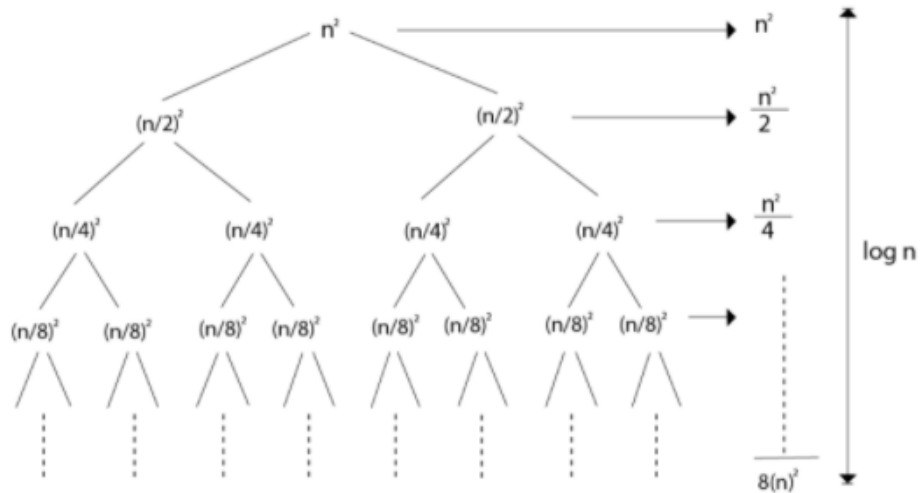 n² n²
(n/2)² (n/2)² n²
2
(n/4)² (n/4)² (n/4)² (n/4)² n²
4
log n
(n/8)² (n/8)² (n/8)² (n/8)² (n/8)² (n/8)² (n/8)² (n/8)²
8(n)²